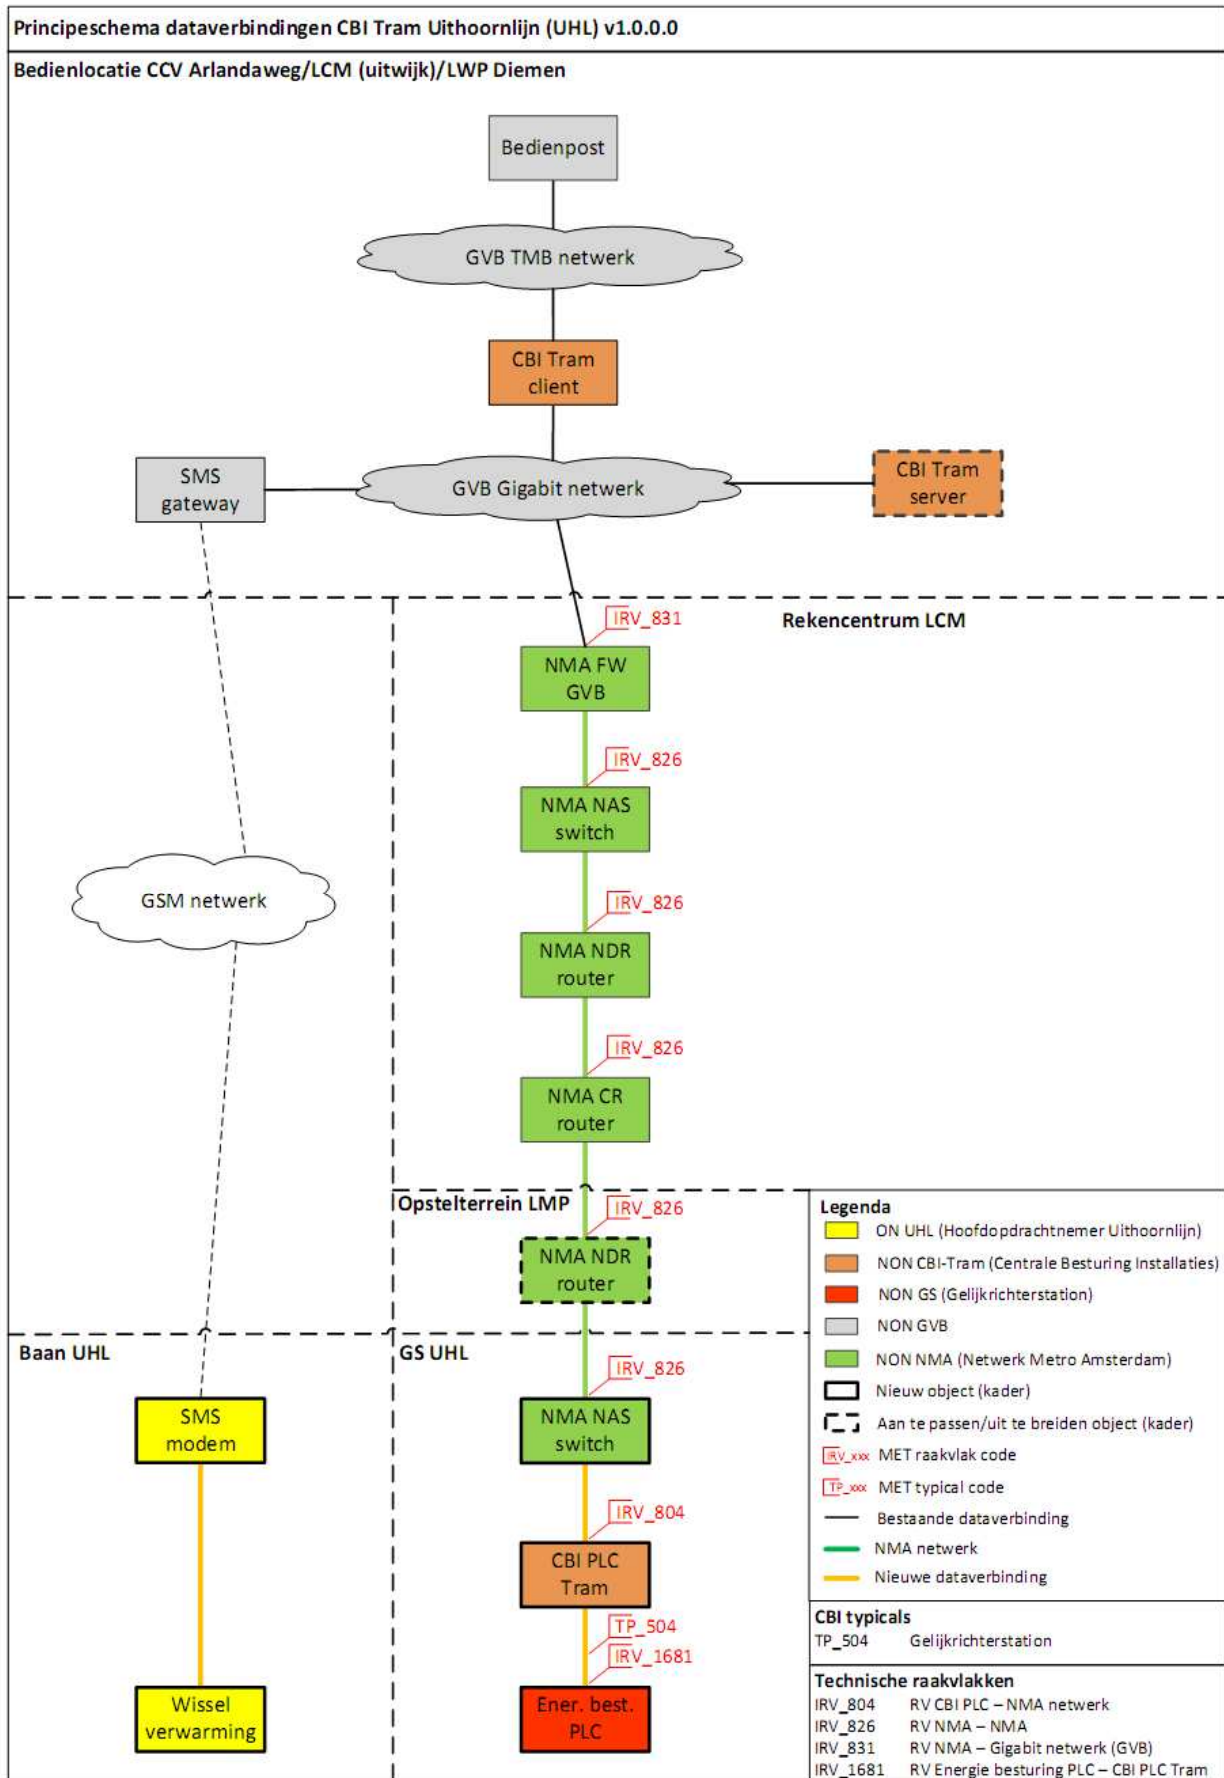 Principeschema dataverbindingen CBI Tram Uithoornlijn (UHL) v1.0.0.0
Bedienlocatie CCV Arlandaweg/LCM (uitwijk)/LWP Diemen
Bedienpost
GVB TMB netwerk
CBI Tram
client
SMS
gateway
GVB Gigabit netwerk
CBI Tram
server
IRV_831
Rekencentrum LCM
NMA FW
GVB
IRV_826
NMA NAS
switch
GSM netwerk
IRV_826
NMA NDR
router
IRV_826
NMA CR
router
Opstelterrein LMP
IRV_826
NMA NDR
router
Baan UHL
GS UHL
IRV_826
SMS
modem
NMA NAS
switch
IRV_804
CBI PLC
Tram
TP_504
IRV_1681
Wissel
verwarming
Ener. best.
PLC
Legenda
ON UHL (Hoofdopdrachtnemer Uithoornlijn)
NON CBI-Tram (Centrale Besturing Installaties)
NON GS (Gelijkrichterstation)
NON GVB
NON NMA (Netwerk Metro Amsterdam)
Nieuw object (kader)
Aan te passen/uit te breiden object (kader)
IRV_xxx MET raakvlak code
TP_xxx MET typical code
Bestaande dataverbinding
NMA netwerk
Nieuwe dataverbinding
CBI typicals
TP_504 Gelijkrichterstation
Technische raakvlakken
IRV_804 RV CBI PLC – NMA netwerk
IRV_826 RV NMA – NMA
IRV_831 RV NMA – Gigabit netwerk (GVB)
IRV_1681 RV Energie besturing PLC – CBI PLC Tram